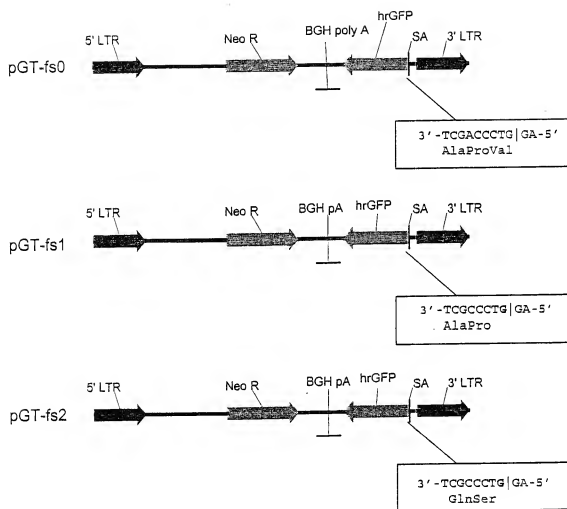 hrGFP
BGH poly A
5' LTR
Neo R
SA
3' LTR
pGT-fs0
3'-TCGACCCTG|GA-5'
AlaProVal
5' LTR
Neo R
BGH pA
hrGFP
SA
3' LTR
pGT-fs1
3'-TCGCCCTG|GA-5'
AlaPro
5' LTR
Neo R
BGH pA
hrGFP
SA
3' LTR
pGT-fs2
3'-TCGCCCTG|GA-5'
GlnSer